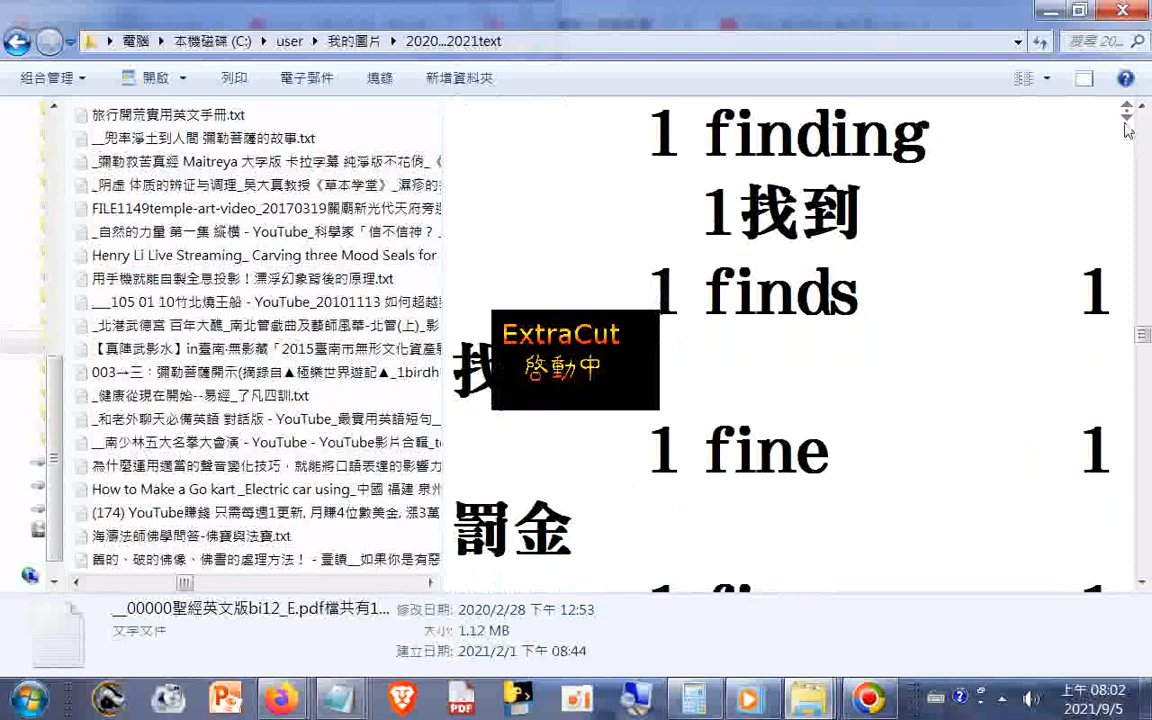 電腦 本機磁碟 (C:) user 我的圖片 2020...2021text
搜尋 20...
組合管理 開啟 列印 電子郵件 燒錄 新增資料夾
旅行開荒實用英文手冊.txt
__兜率淨土到人間 彌勒菩薩的故事.txt
_彌勒救苦真經 Maitreya 大字版 卡拉字幕 純淨版不花俏_
_阴虚 体质的辨证与调理_吴大真教授《草本学堂》_濕疹的
FILE1149temple-art-video_20170319關廟新光代天府旁
_自然的力量 第一集 縱橫 - YouTube_科學家「信不信神？」
Henry Li Live Streaming_ Carving three Mood Seals for
用手機就能自製全息投影！漂浮幻象背後的原理.txt
___105 01 10竹北燒王船 - YouTube_20101113 如何超越
_北港武德宮 百年大醮_南北管戲曲及藝師風華-北管(上)_影
【真陣武影水】in臺南·無影藏「2015臺南市無形文化資產
003→三：彌勒菩薩開示(摘錄自▲極樂世界遊記▲_1birdh
_健康從現在開始--易經_了凡四訓.txt
_和老外聊天必備英語 對話版 - YouTube_最實用英語短句_
__南少林五大名拳大會演 - YouTube - YouTube影片合輯_t
為什麼運用適當的聲音變化技巧，就能將口語表達的影響力
How to Make a Go kart _Electric car using_中國 福建 泉州
(174) YouTube賺錢 只需每週1更新, 月賺4位數美金, 漲3萬
海濤法師佛學問答-佛寶與法寶.txt
舊的、破的佛像、佛書的處理方法！ - 壹讀__如果你是有惡
1 finding
1找到
1 finds 1
找
ExtraCut
啓動中
1 fine 1
罰金
__00000聖經英文版bi12_E.pdf檔共有1... 修改日期: 2020/2/28 下午 12:53
文字文件 大小: 1.12 MB
建立日期: 2021/2/1 下午 08:44
上午 08:02
2021/9/5